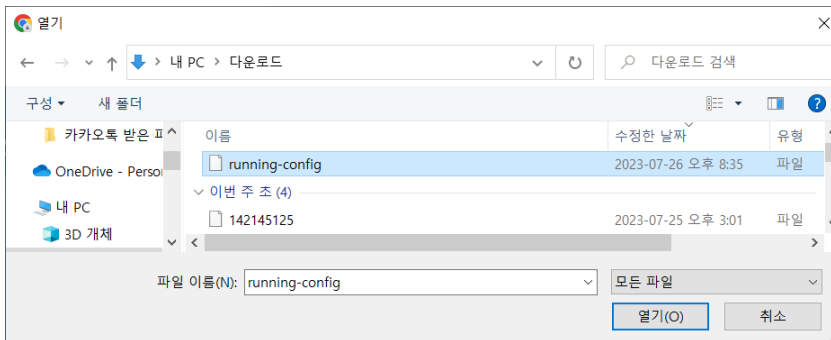 열기
내 PC > 다운로드
다운로드 검색
구성
새 폴더
카카오톡 받은
OneDrive - Person
내 PC
3D 개체
이름 수정한 날짜 유형
running-config 2023-07-26 오후 8:35 파일
이번 주 초 (4)
142145125 2023-07-25 오후 3:01 파일
파일 이름(N): running-config 모든 파일
열기(O) 취소